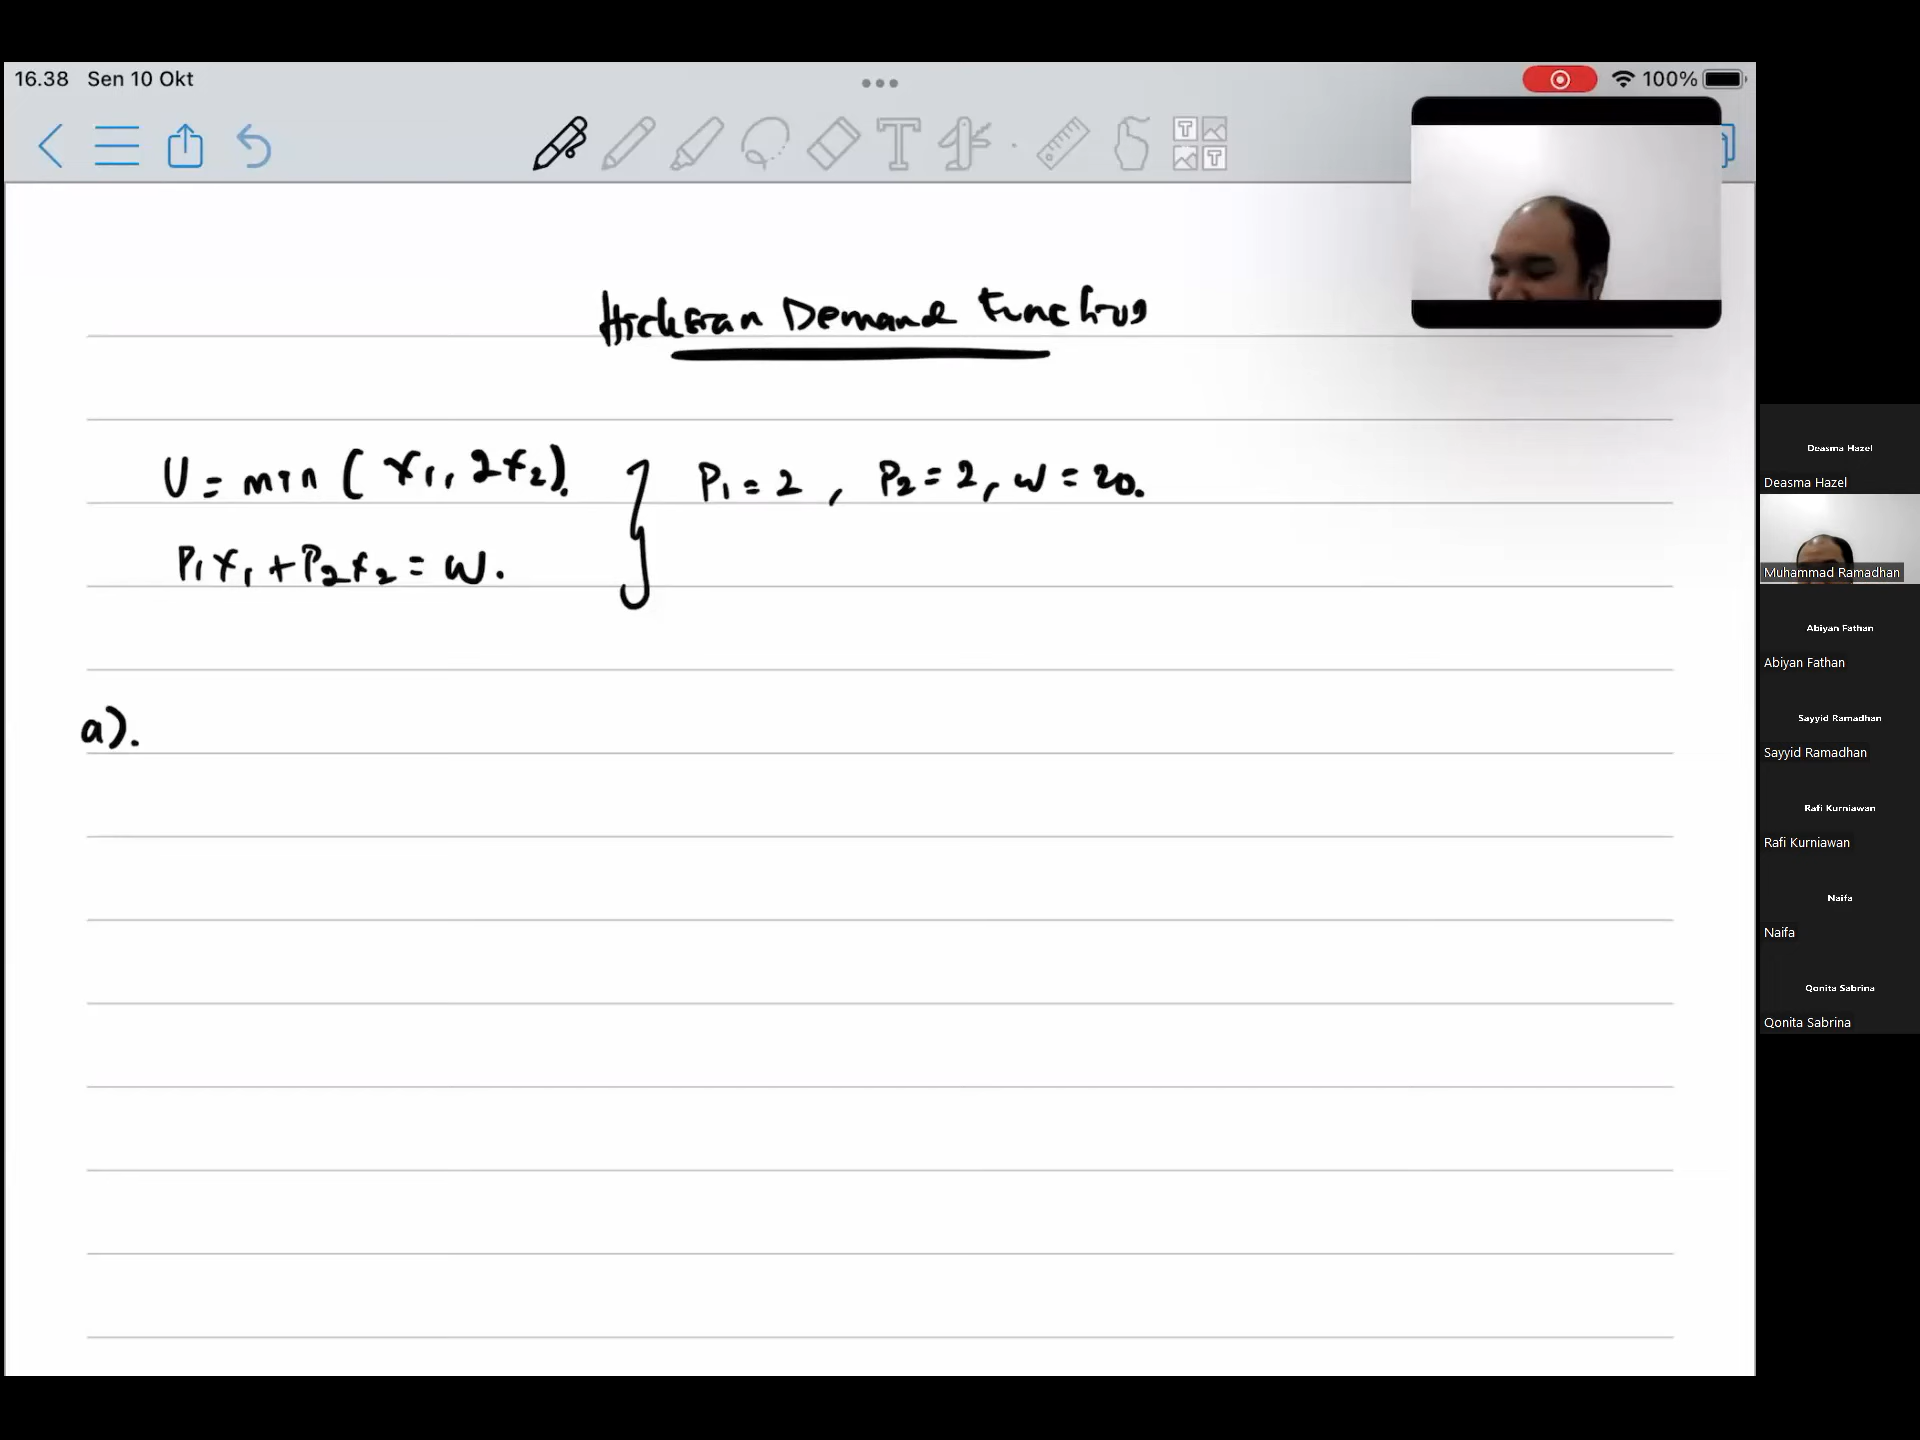 16.38 Sen 10 Okt
100%
Hicksian Demand Functions
U = min ( x₁, 2x₂).
P₁ = 2 , P₂ = 2, w = 20.
P₁x₁ + P₂x₂ = w.
a).
Deasma Hazel
Deasma Hazel
Muhammad Ramadhan
Abiyan Fathan
Abiyan Fathan
Sayyid Ramadhan
Sayyid Ramadhan
Rafi Kurniawan
Rafi Kurniawan
Naifa
Naifa
Qonita Sabrina
Qonita Sabrina